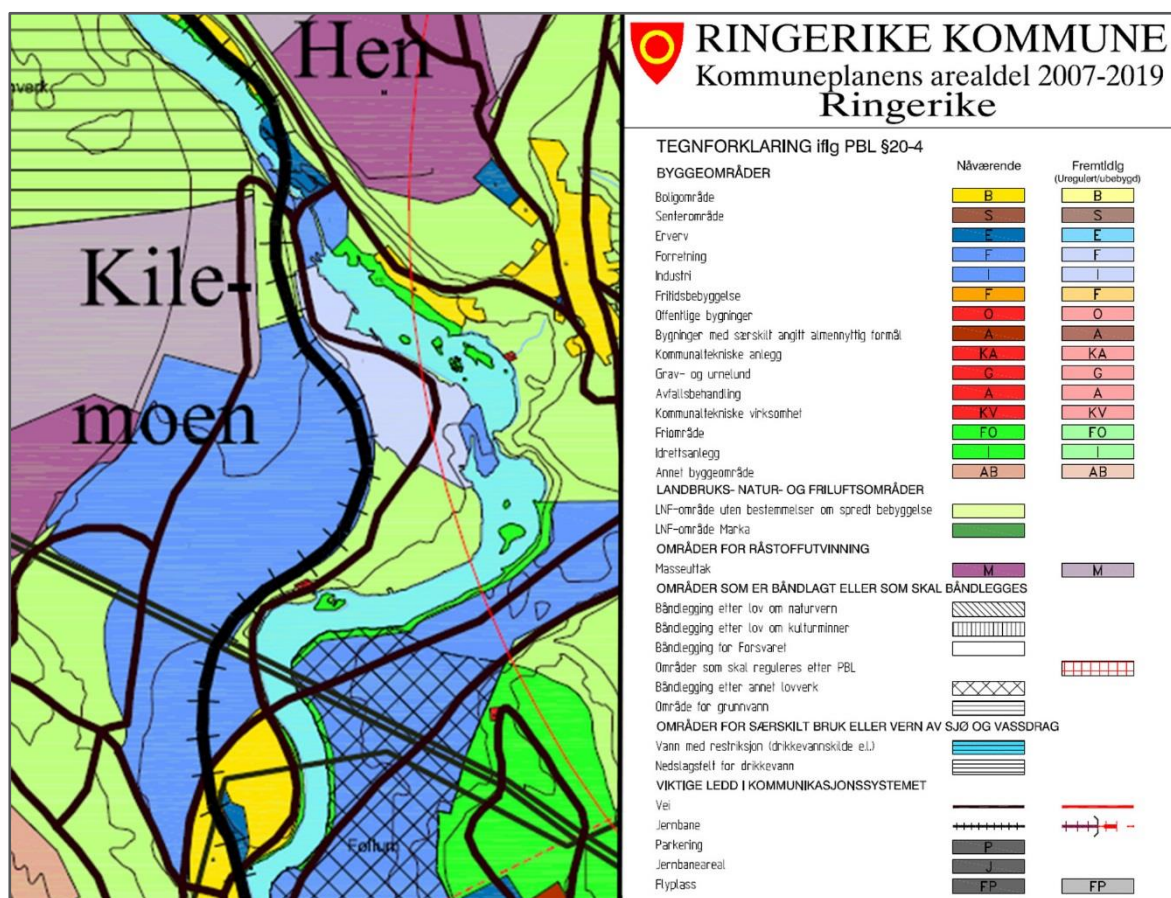 Hen
verk
Kile-
moen
Follum
RINGERIKE KOMMUNE
Kommuneplanens arealdel 2007-2019
Ringerike
TEGNFORKLARING iflg PBL §20-4
BYGGEOMRÅDER Nåværende Fremtidig
(Uregulert/ubebygd)
Boligområde B B
Senterområde S S
Erverv E E
Forretning F F
Industri I I
Fritidsbebyggelse F F
Offentlige bygninger O O
Bygninger med særskilt angitt almennyttig formål A A
Kommunaltekniske anlegg KA KA
Grav- og urnelund G G
Avfallsbehandling A A
Kommunaltekniske virksomhet KV KV
Friområde FO FO
Idrettsanlegg I I
Annet byggeområde AB AB
LANDBRUKS- NATUR- OG FRILUFTSOMRÅDER
LNF-område uten bestemmelser om spredt bebyggelse
LNF-område Marka
OMRÅDER FOR RÅSTOFFUTVINNING
Masseuttak M M
OMRÅDER SOM ER BÅNDLAGT ELLER SOM SKAL BÅNDLEGGES
Båndlegging etter lov om naturvern
Båndlegging etter lov om kulturminner
Båndlegging for Forsvaret
Områder som skal reguleres etter PBL
Båndlegging etter annet lovverk
Område for grunnvann
OMRÅDER FOR SÆRSKILT BRUK ELLER VERN AV SJØ OG VASSDRAG
Vann med restriksjon (drikkevannskilde e.l.)
Nedslagsfelt for drikkevann
VIKTIGE LEDD I KOMMUNIKASJONSSYSTEMET
Vei
Jernbane
Parkering P
Jernbaneareal J
Flyplass FP FP